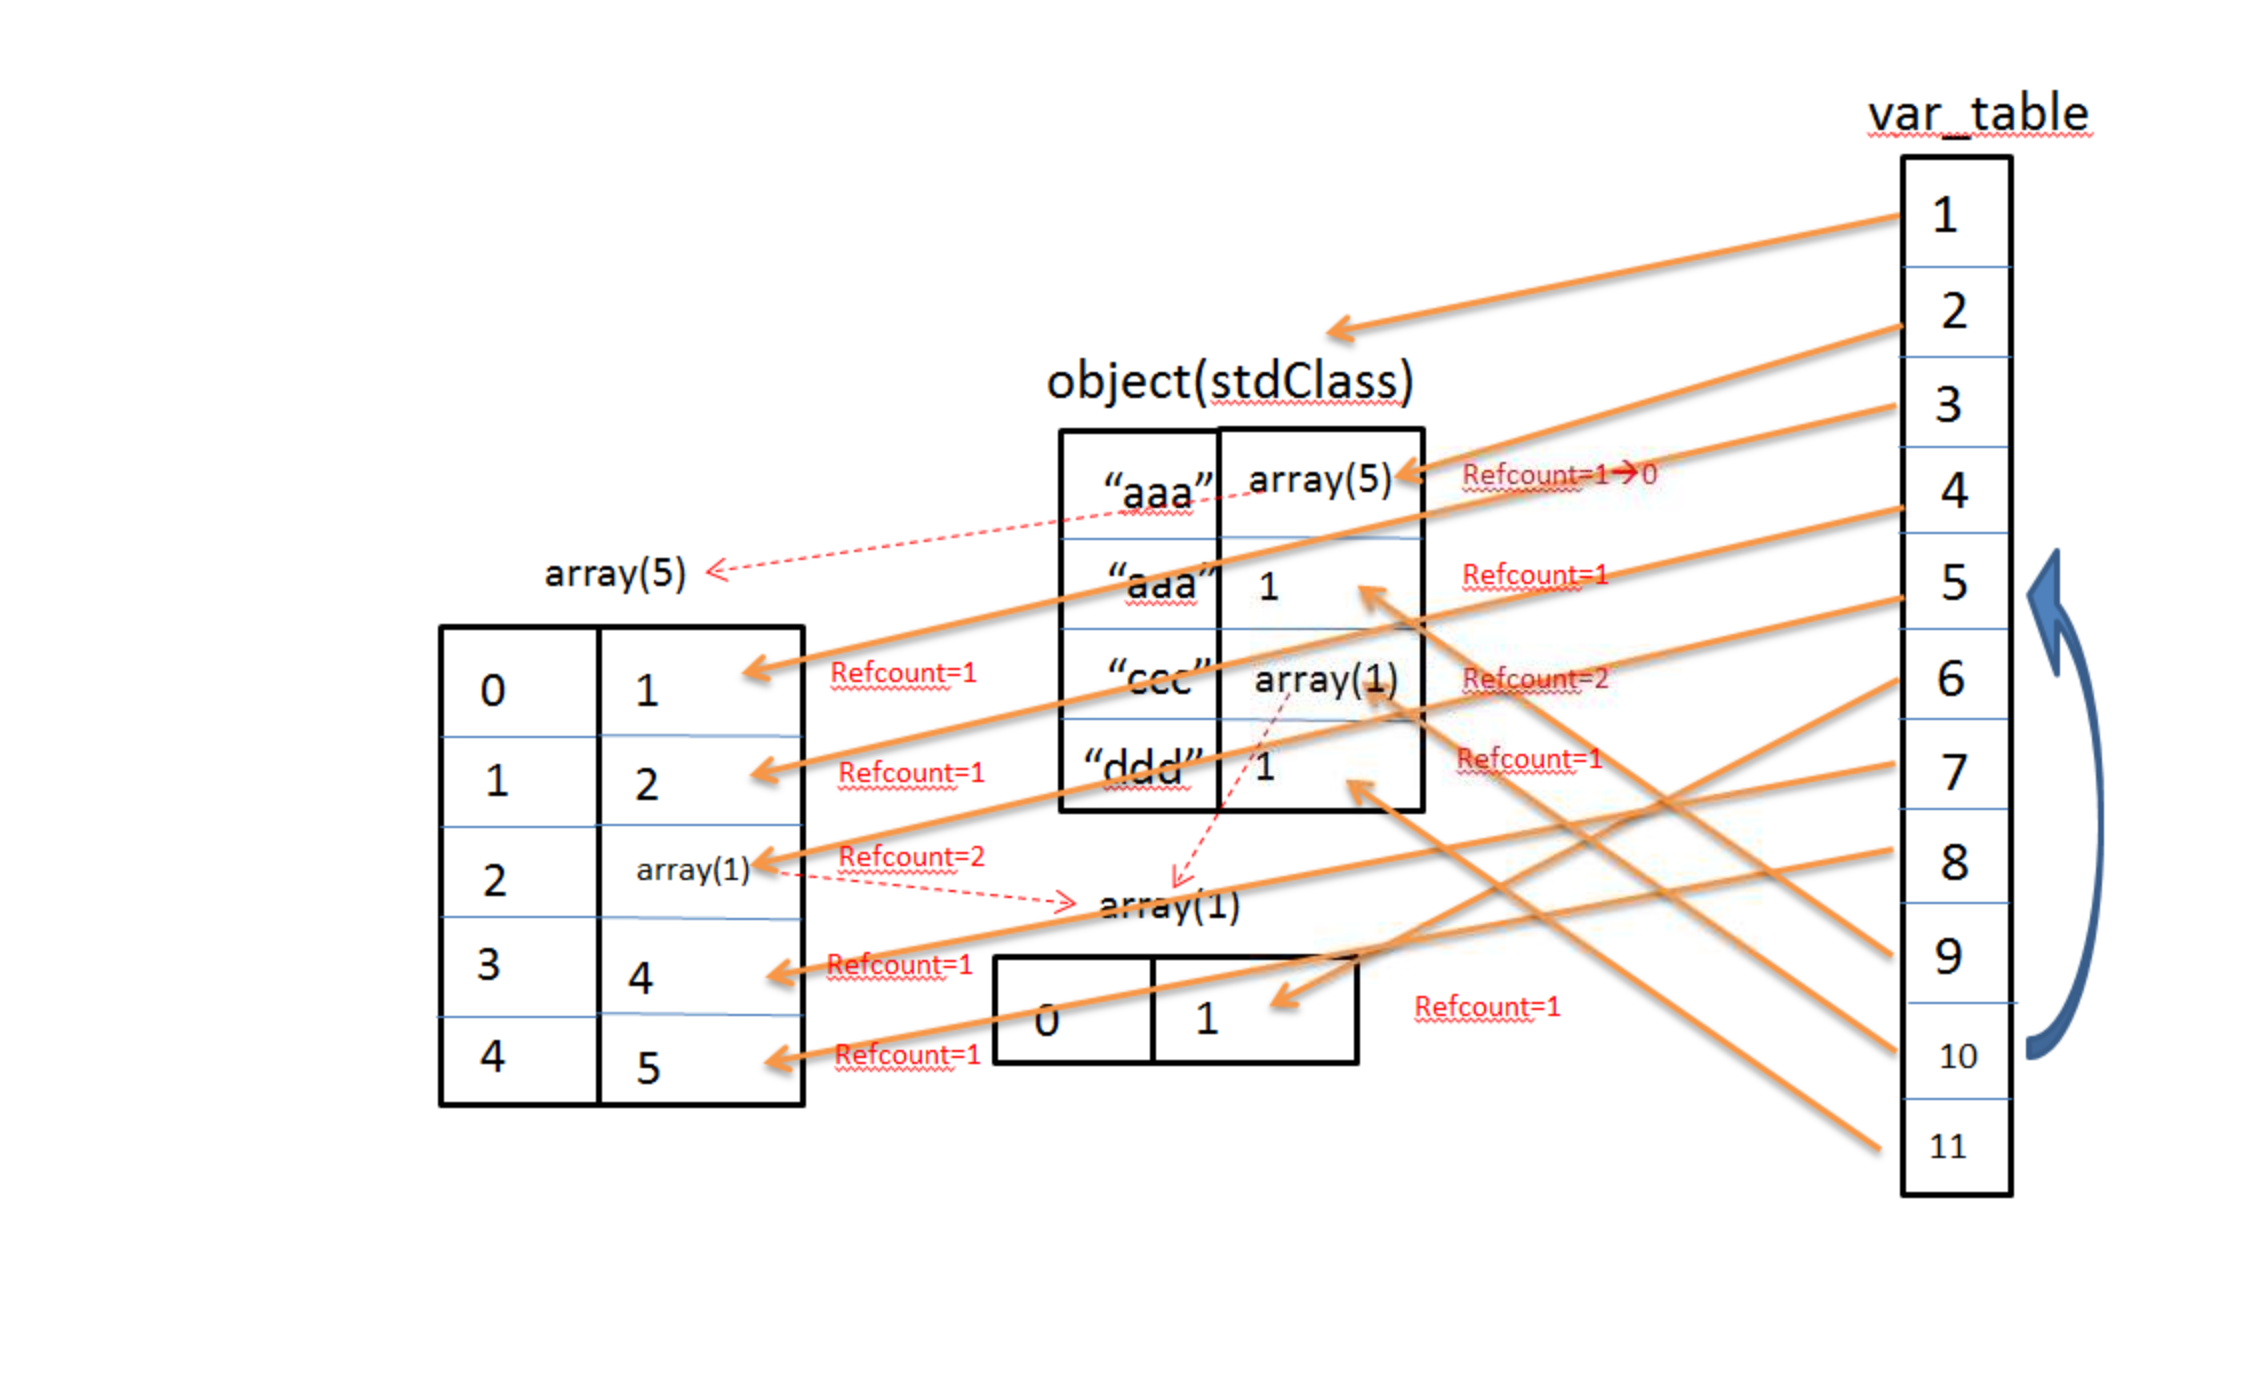 var_table
1
2
3
4
5
6
7
8
9
10
11
object(stdClass)
“aaa” array(5) Refcount=1→0
“aaa” 1 Refcount=1
“ccc” array(1) Refcount=2
“ddd” 1 Refcount=1
array(5)
0 1 Refcount=1
1 2 Refcount=1
2 array(1) Refcount=2
3 4 Refcount=1
4 5 Refcount=1
array(1)
0 1 Refcount=1